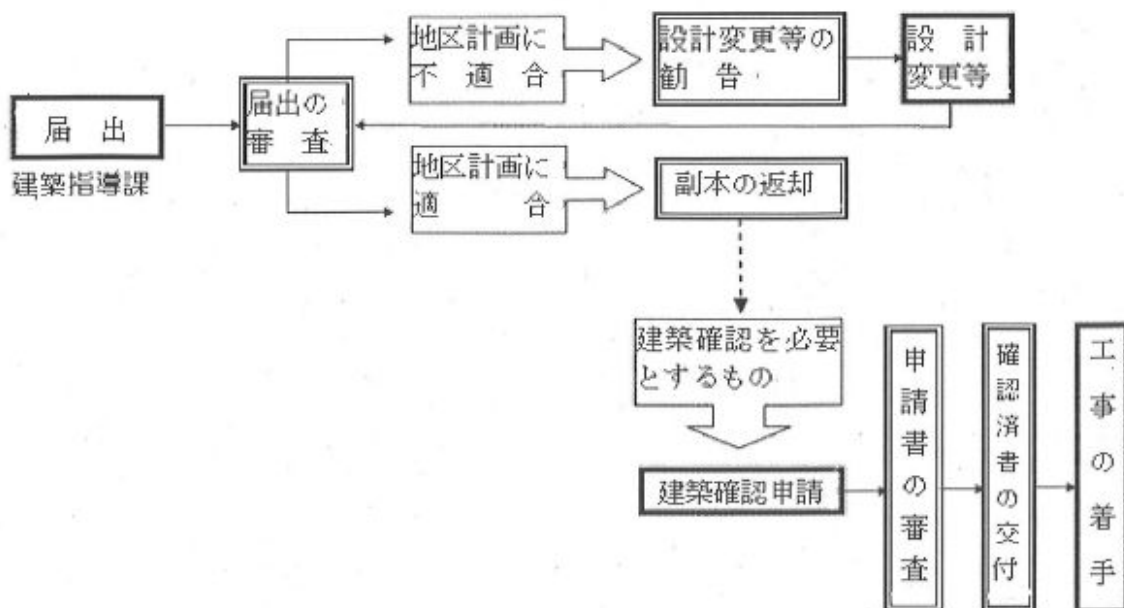 届出
建築指導課
届出の
審査
地区計画に
不適合
設計変更等の
勧告
設計
変更等
地区計画に
適合
副本の返却
建築確認を必要
とするもの
建築確認申請
申請書の審査
確認済書の交付
工事の着手